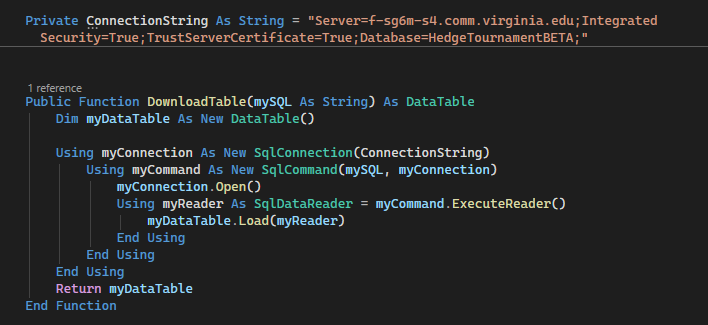 Private ConnectionString As String = "Server=f-sg6m-s4.comm.virginia.edu;Integrated
Security=True;TrustServerCertificate=True;Database=HedgeTournamentBETA;"
1 reference
Public Function DownloadTable(mySQL As String) As DataTable
Dim myDataTable As New DataTable()
Using myConnection As New SqlConnection(ConnectionString)
Using myCommand As New SqlCommand(mySQL, myConnection)
myConnection.Open()
Using myReader As SqlDataReader = myCommand.ExecuteReader()
myDataTable.Load(myReader)
End Using
End Using
End Using
Return myDataTable
End Function